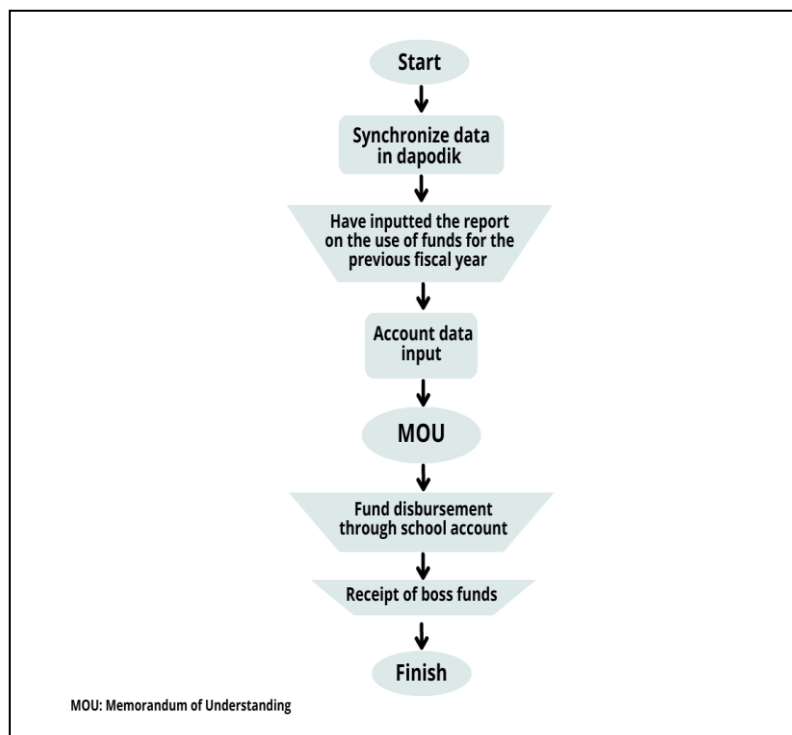 Start
Synchronize data
in dapodik
Have inputted the report
on the use of funds for the
previous fiscal year
Account data
input
MOU
Fund disbursement
through school account
Receipt of boss funds
Finish
MOU: Memorandum of Understanding